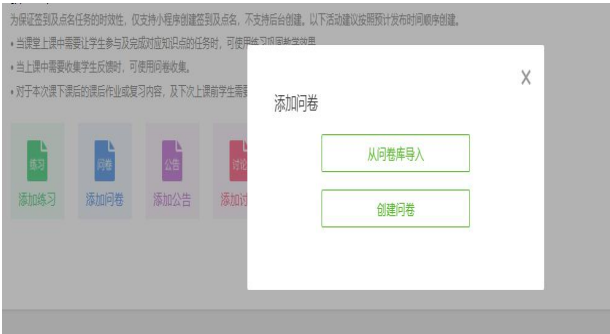 为保证签到及点名任务的时效性，仅支持小程序创建签到及点名，不支持后台创建。以下活动建议按照预计发布时间顺序创建。
• 当课堂上课中需要让学生参与及完成对应知识点的任务时，可使用练习巩固教学效果
• 当上课中需要收集学生反馈时，可使用问卷收集。
• 对于本次课下课后的课后作业或复习内容，及下次上课前学生需要
×
添加问卷
从问卷库导入
创建问卷
练习
问卷
公告
讨论
添加练习
添加问卷
添加公告
添加讨